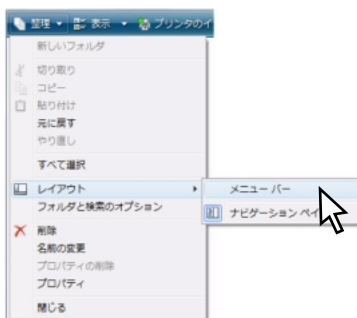 整理 表示 プリンタのイ
新しいフォルダ
切り取り
コピー
貼り付け
元に戻す
やり直し
すべて選択
レイアウト
メニュー バー
フォルダと検索のオプション
ナビゲーション ペイ
削除
名前の変更
プロパティの削除
プロパティ
閉じる